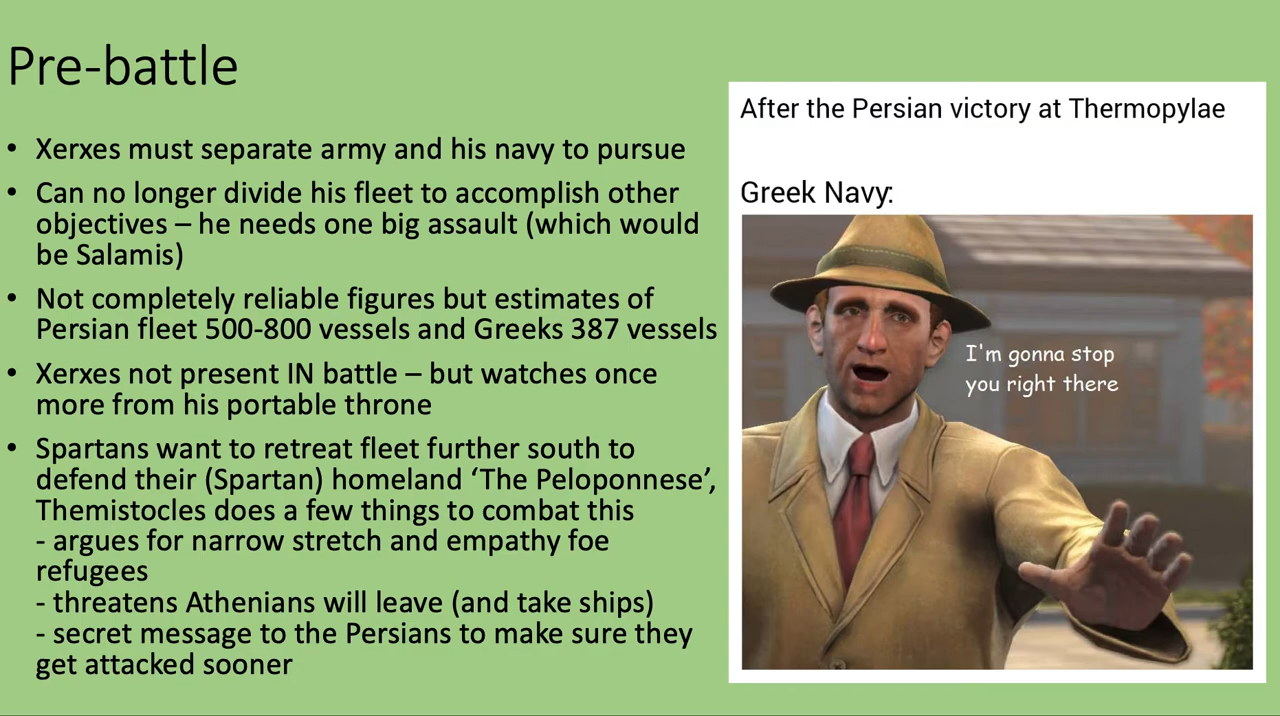 Pre-battle
• Xerxes must separate army and his navy to pursue
• Can no longer divide his fleet to accomplish other
objectives – he needs one big assault (which would
be Salamis)
• Not completely reliable figures but estimates of
Persian fleet 500-800 vessels and Greeks 387 vessels
• Xerxes not present IN battle – but watches once
more from his portable throne
• Spartans want to retreat fleet further south to
defend their (Spartan) homeland ‘The Peloponnese’,
Themistocles does a few things to combat this
- argues for narrow stretch and empathy foe
refugees
- threatens Athenians will leave (and take ships)
- secret message to the Persians to make sure they
get attacked sooner
After the Persian victory at Thermopylae
Greek Navy:
I'm gonna stop
you right there